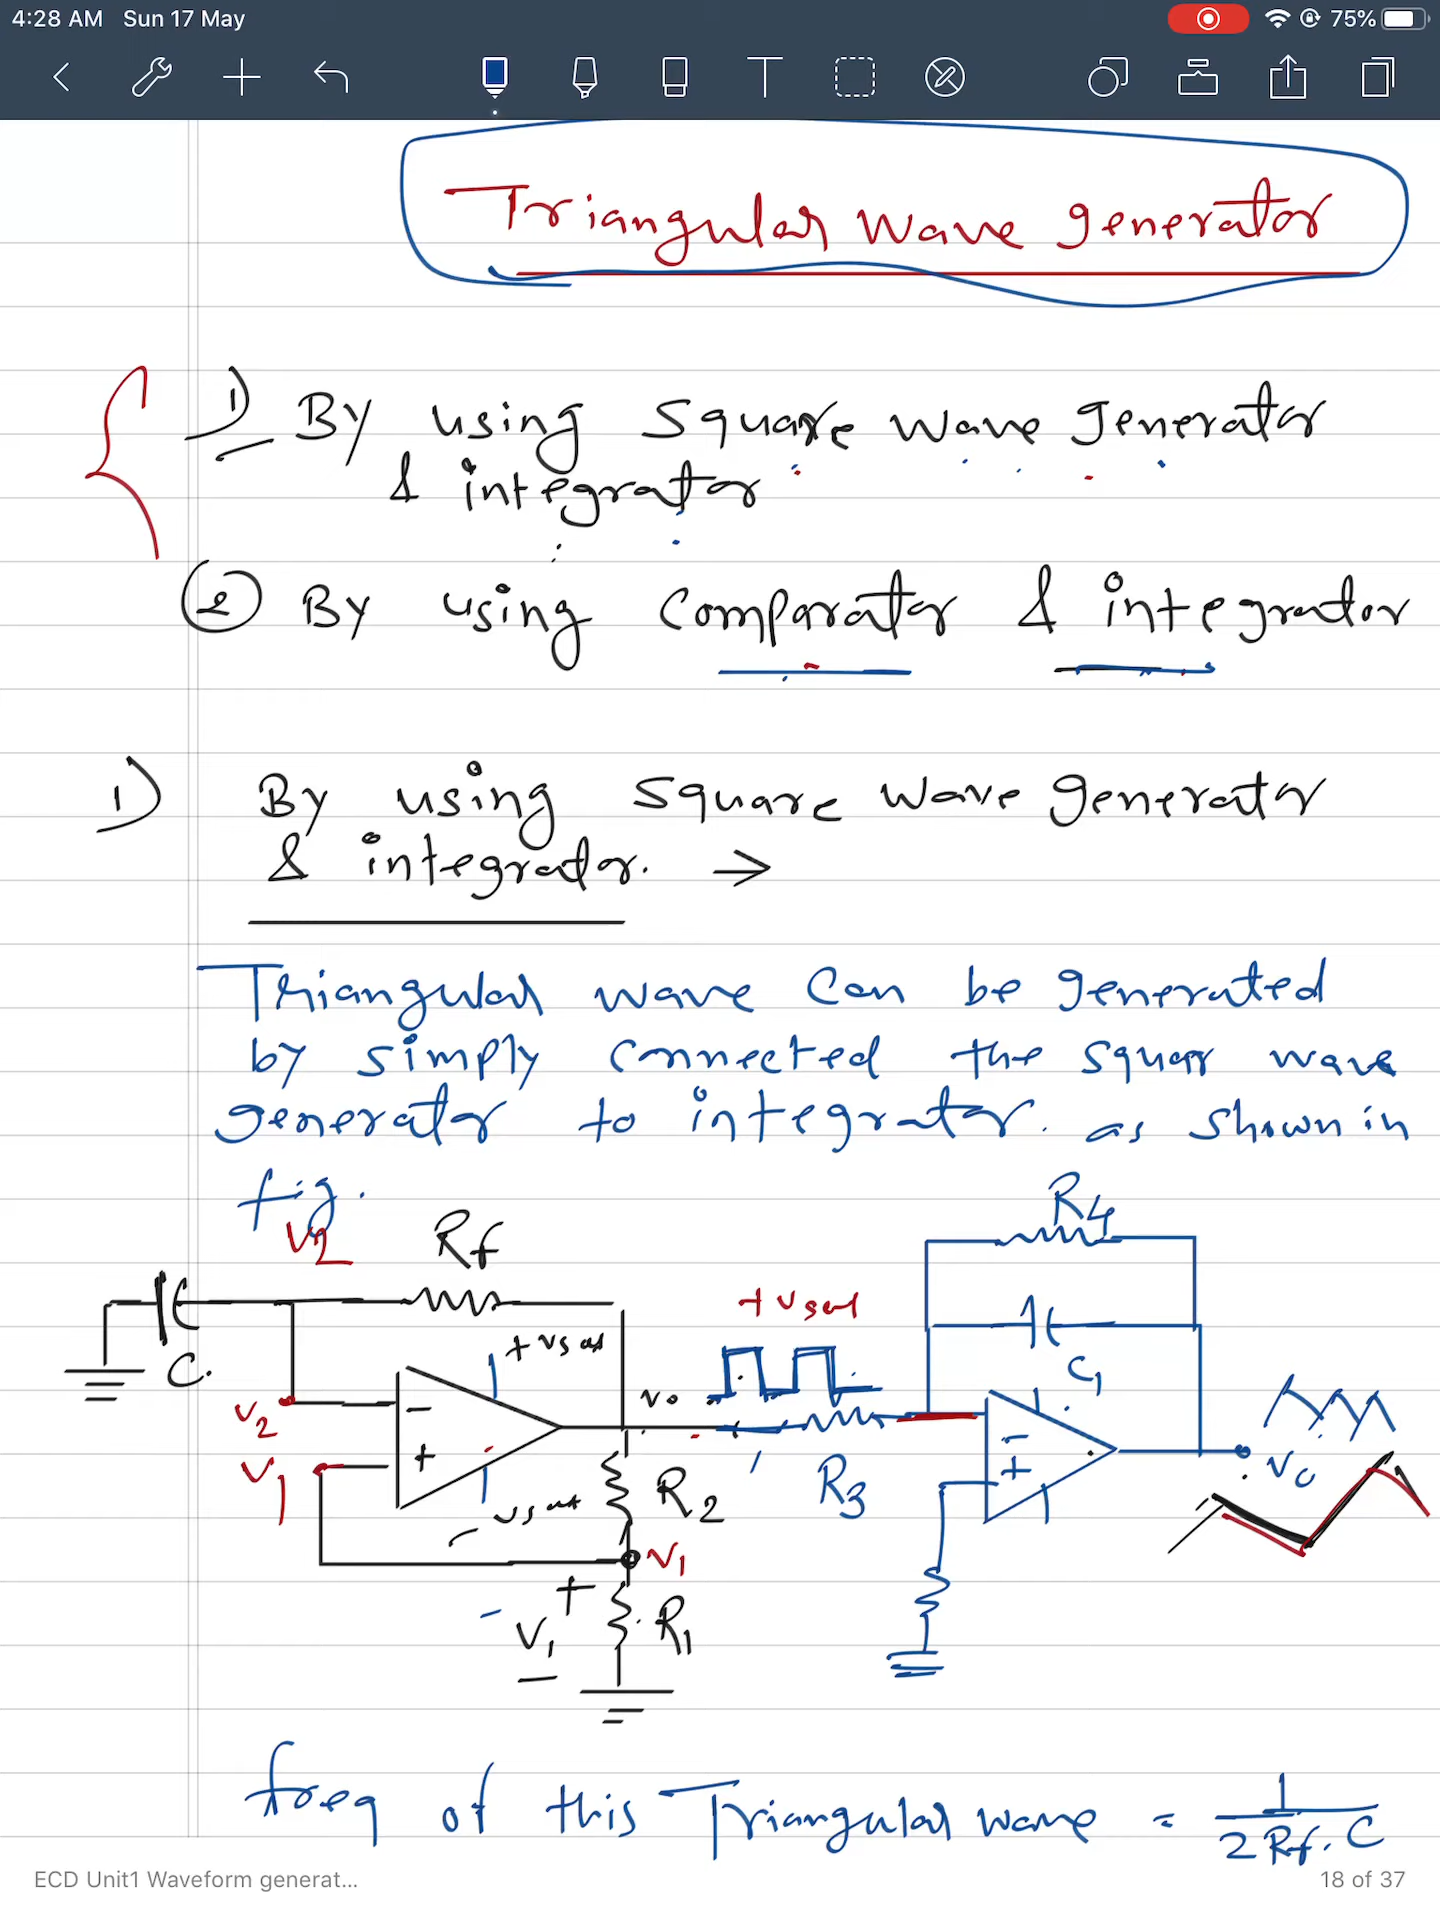 4:28 AM Sun 17 May
75%
Triangular wave generator
1) By using square wave generator
& integrator
(2) By using comparator & integrator
1) By using square wave generator
& integrator. →
Triangular wave can be generated
by simply connected the square wave
generator to integrator. as shown in
fig.
V2 Rf R4
+Vsat
C. +Vsat C1
V2 − Vo
V1 + R3 − + Vo
−Vsat R2
V1
+
V1 R1
−
freq of this Triangular wave = 1/2Rf.C
ECD Unit1 Waveform generat...
18 of 37